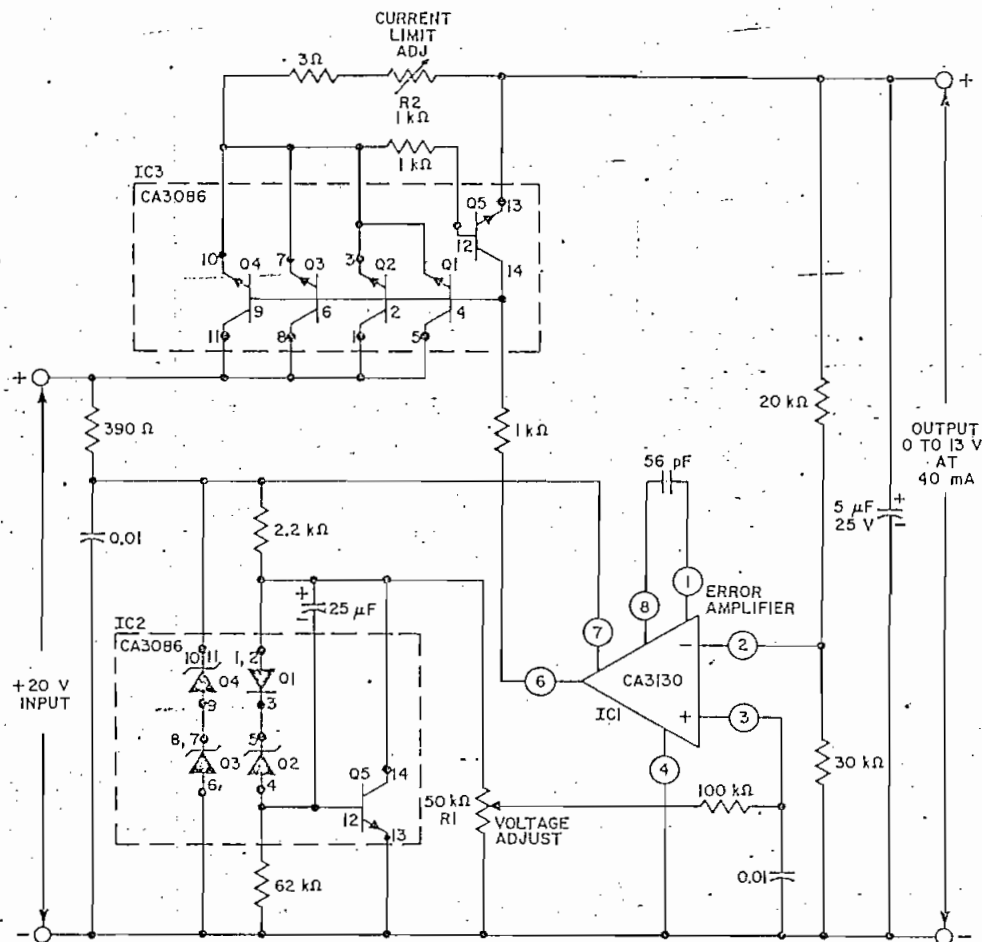 CURRENT
LIMIT
ADJ
3Ω
R2
1 kΩ
1 kΩ
+
IC3
CA3086
Q5
13
12
14
10
Q4
7
Q3
3
Q2
Q1
9
6
2
4
11
8
1
5
+
390 Ω
1 kΩ
20 kΩ
OUTPUT
0 TO 13 V
AT
40 mA
56 pF
5 µF
25 V
+
-
2.2 kΩ
0.01
+
-
25 µF
8
1
ERROR
AMPLIFIER
7
IC2
CA3086
10
11
1, 2
Q4
Q1
9
3
8, 7
5
Q3
Q2
6,
4
Q5
14
12
13
6
-
2
CA3130
IC1
+
3
4
+20 V
INPUT
30 kΩ
50 kΩ
R1
VOLTAGE
ADJUST
100 kΩ
62 kΩ
0.01
-
-